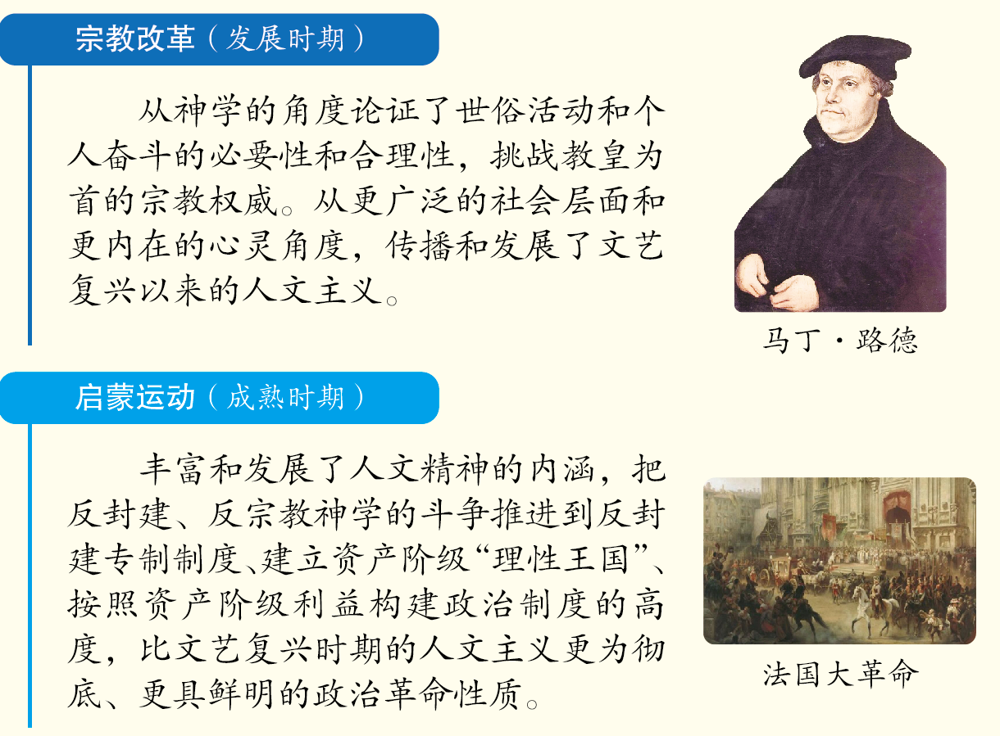 宗教改革（发展时期）
从神学的角度论证了世俗活动和个
人奋斗的必要性和合理性，挑战教皇为
首的宗教权威。从更广泛的社会层面和
更内在的心灵角度，传播和发展了文艺
复兴以来的人文主义。
马丁·路德
启蒙运动（成熟时期）
丰富和发展了人文精神的内涵，把
反封建、反宗教神学的斗争推进到反封
建专制制度、建立资产阶级“理性王国”、
按照资产阶级利益构建政治制度的高
度，比文艺复兴时期的人文主义更为彻
底、更具鲜明的政治革命性质。
法国大革命